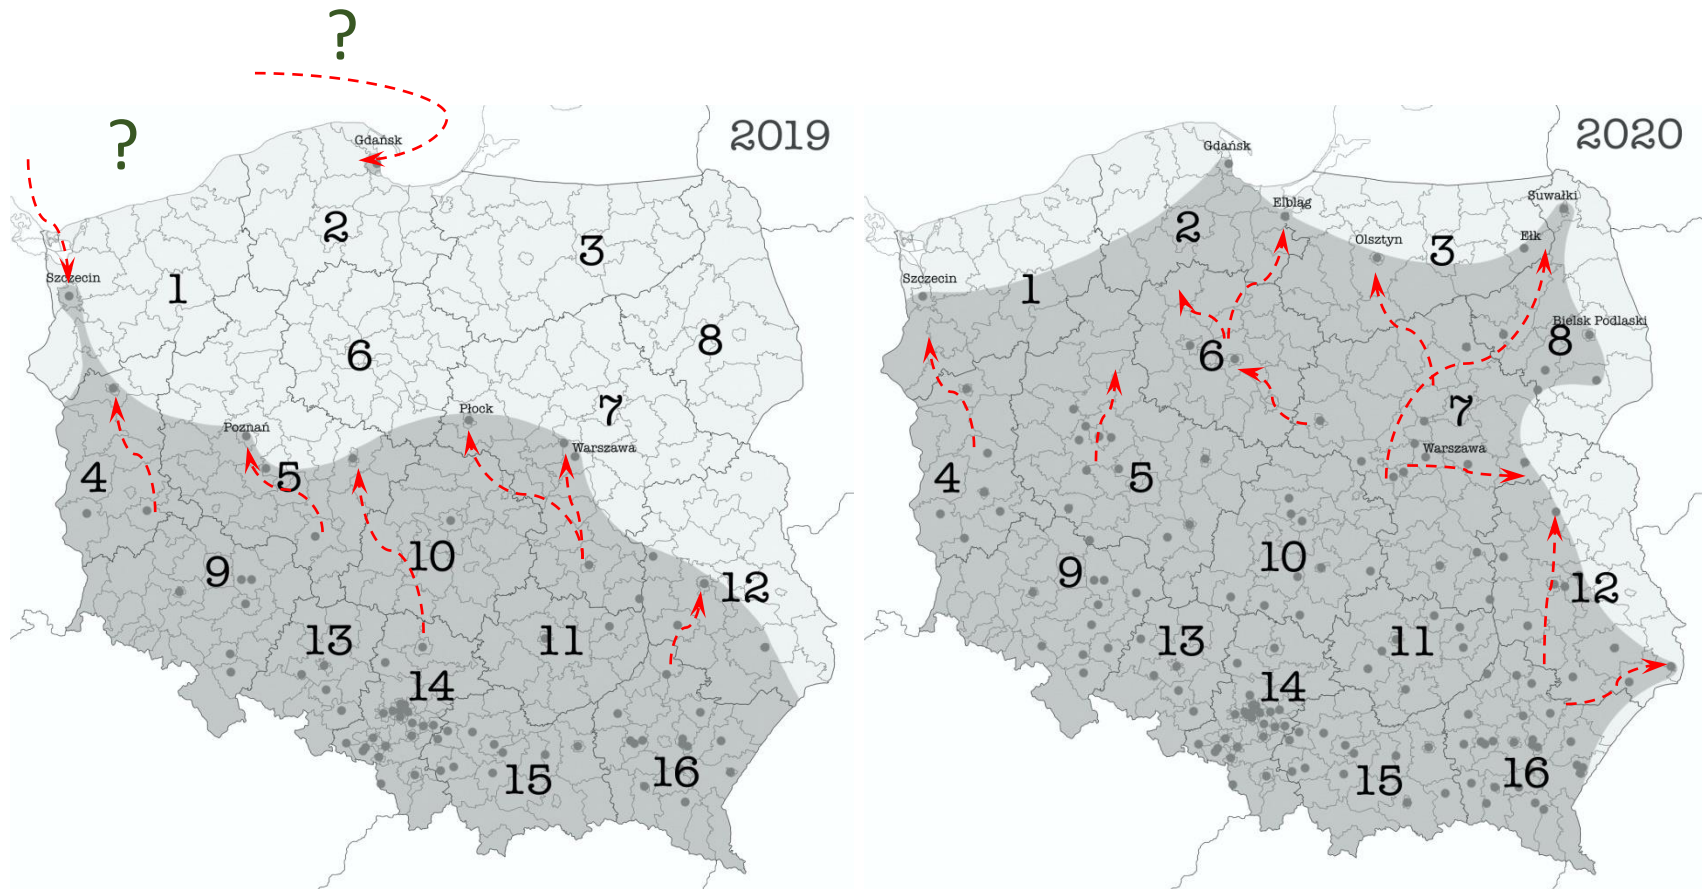 ?
?
2019
Gdańsk
2
3
Szczecin
1
8
6
7
Płock
Poznań
Warszawa
4
5
10
9
12
13
11
14
16
15
2020
Gdańsk
Suwałki
Elbląg
2
Ełk
Olsztyn
3
Szczecin
1
Bielsk Podlaski
8
6
7
Warszawa
4
5
10
9
12
13
11
14
16
15